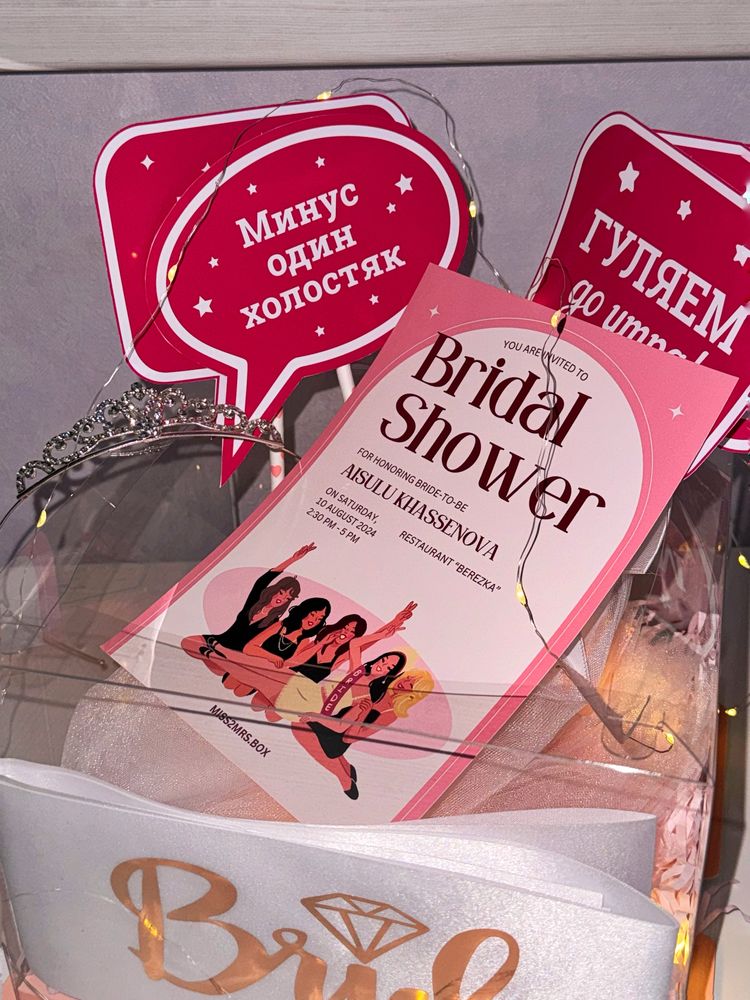 Минус
один
холостяк
ГУЛЯЕМ
до утра!
YOU ARE INVITED TO
Bridal
Shower
FOR HONORING BRIDE-TO-BE
AISULU KHASSENOVA
ON SATURDAY,
10 AUGUST 2024
2:30 PM - 5 PM
RESTAURANT "BEREZKA"
BRIDE
MISS2MRS.BOX
Bride